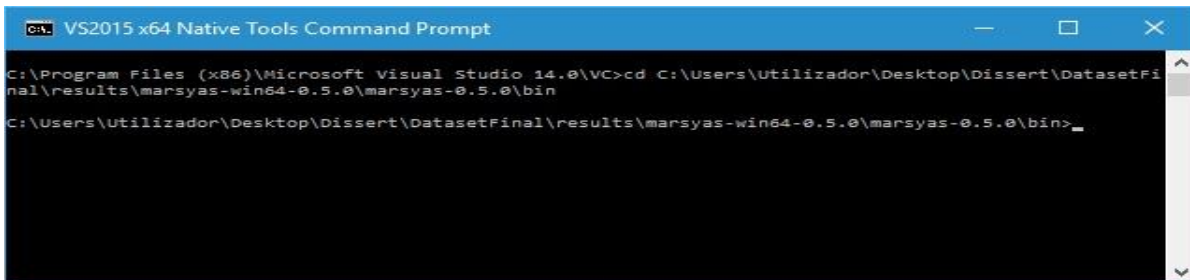 VS2015 x64 Native Tools Command Prompt
C:\Program Files (x86)\Microsoft Visual Studio 14.0\VC>cd C:\Users\Utilizador\Desktop\Dissert\DatasetFi
nal\results\marsyas-win64-0.5.0\marsyas-0.5.0\bin
C:\Users\Utilizador\Desktop\Dissert\DatasetFinal\results\marsyas-win64-0.5.0\marsyas-0.5.0\bin>_